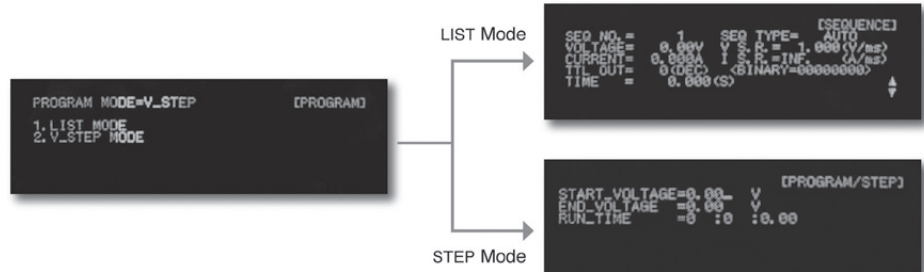 PROGRAM MODE=V_STEP [PROGRAM]
1.LIST MODE
2.V_STEP MODE
LIST Mode
[SEQUENCE]
SEQ NO.= 1 SEQ TYPE= AUTO
VOLTAGE= 0.00V V S.R.= 1.000(V/ms)
CURRENT= 0.000A I S.R.=INF. (A/ms)
TTL OUT= 0(DEC) (BINARY=00000000)
TIME = 0.000(S)
STEP Mode
[PROGRAM/STEP]
START_VOLTAGE=0.00_ V
END_VOLTAGE =0.00 V
RUN_TIME =0 :0 :0.00